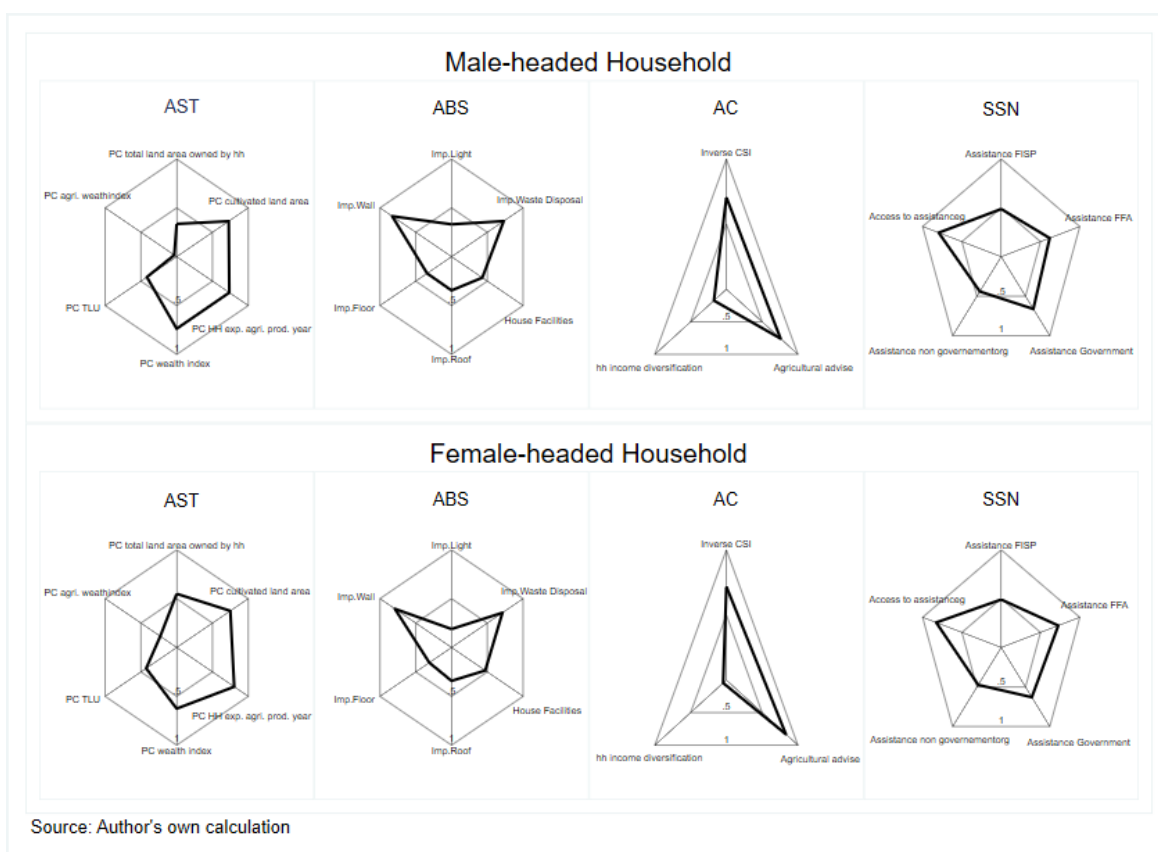 Male-headed Household
AST
PC total land area owned by hh
PC agri. weathindex
PC cultivated land area
PC TLU
.5
PC HH exp. agri. prod. year
1
PC wealth index
ABS
Imp.Light
Imp.Wall
Imp.Waste Disposal
Imp.Floor
.5
House Facilities
1
Imp.Roof
AC
Inverse CSI
.5
1
hh income diversification
Agricultural advise
SSN
Assistance FISP
Access to assistanceg
Assistance FFA
.5
1
Assistance non governementorg
Assistance Government
Female-headed Household
AST
PC total land area owned by hh
PC agri. weathindex
PC cultivated land area
PC TLU
.5
PC HH exp. agri. prod. year
1
PC wealth index
ABS
Imp.Light
Imp.Wall
Imp.Waste Disposal
Imp.Floor
.5
House Facilities
1
Imp.Roof
AC
Inverse CSI
.5
1
hh income diversification
Agricultural advise
SSN
Assistance FISP
Access to assistanceg
Assistance FFA
.5
1
Assistance non governementorg
Assistance Government
Source: Author's own calculation